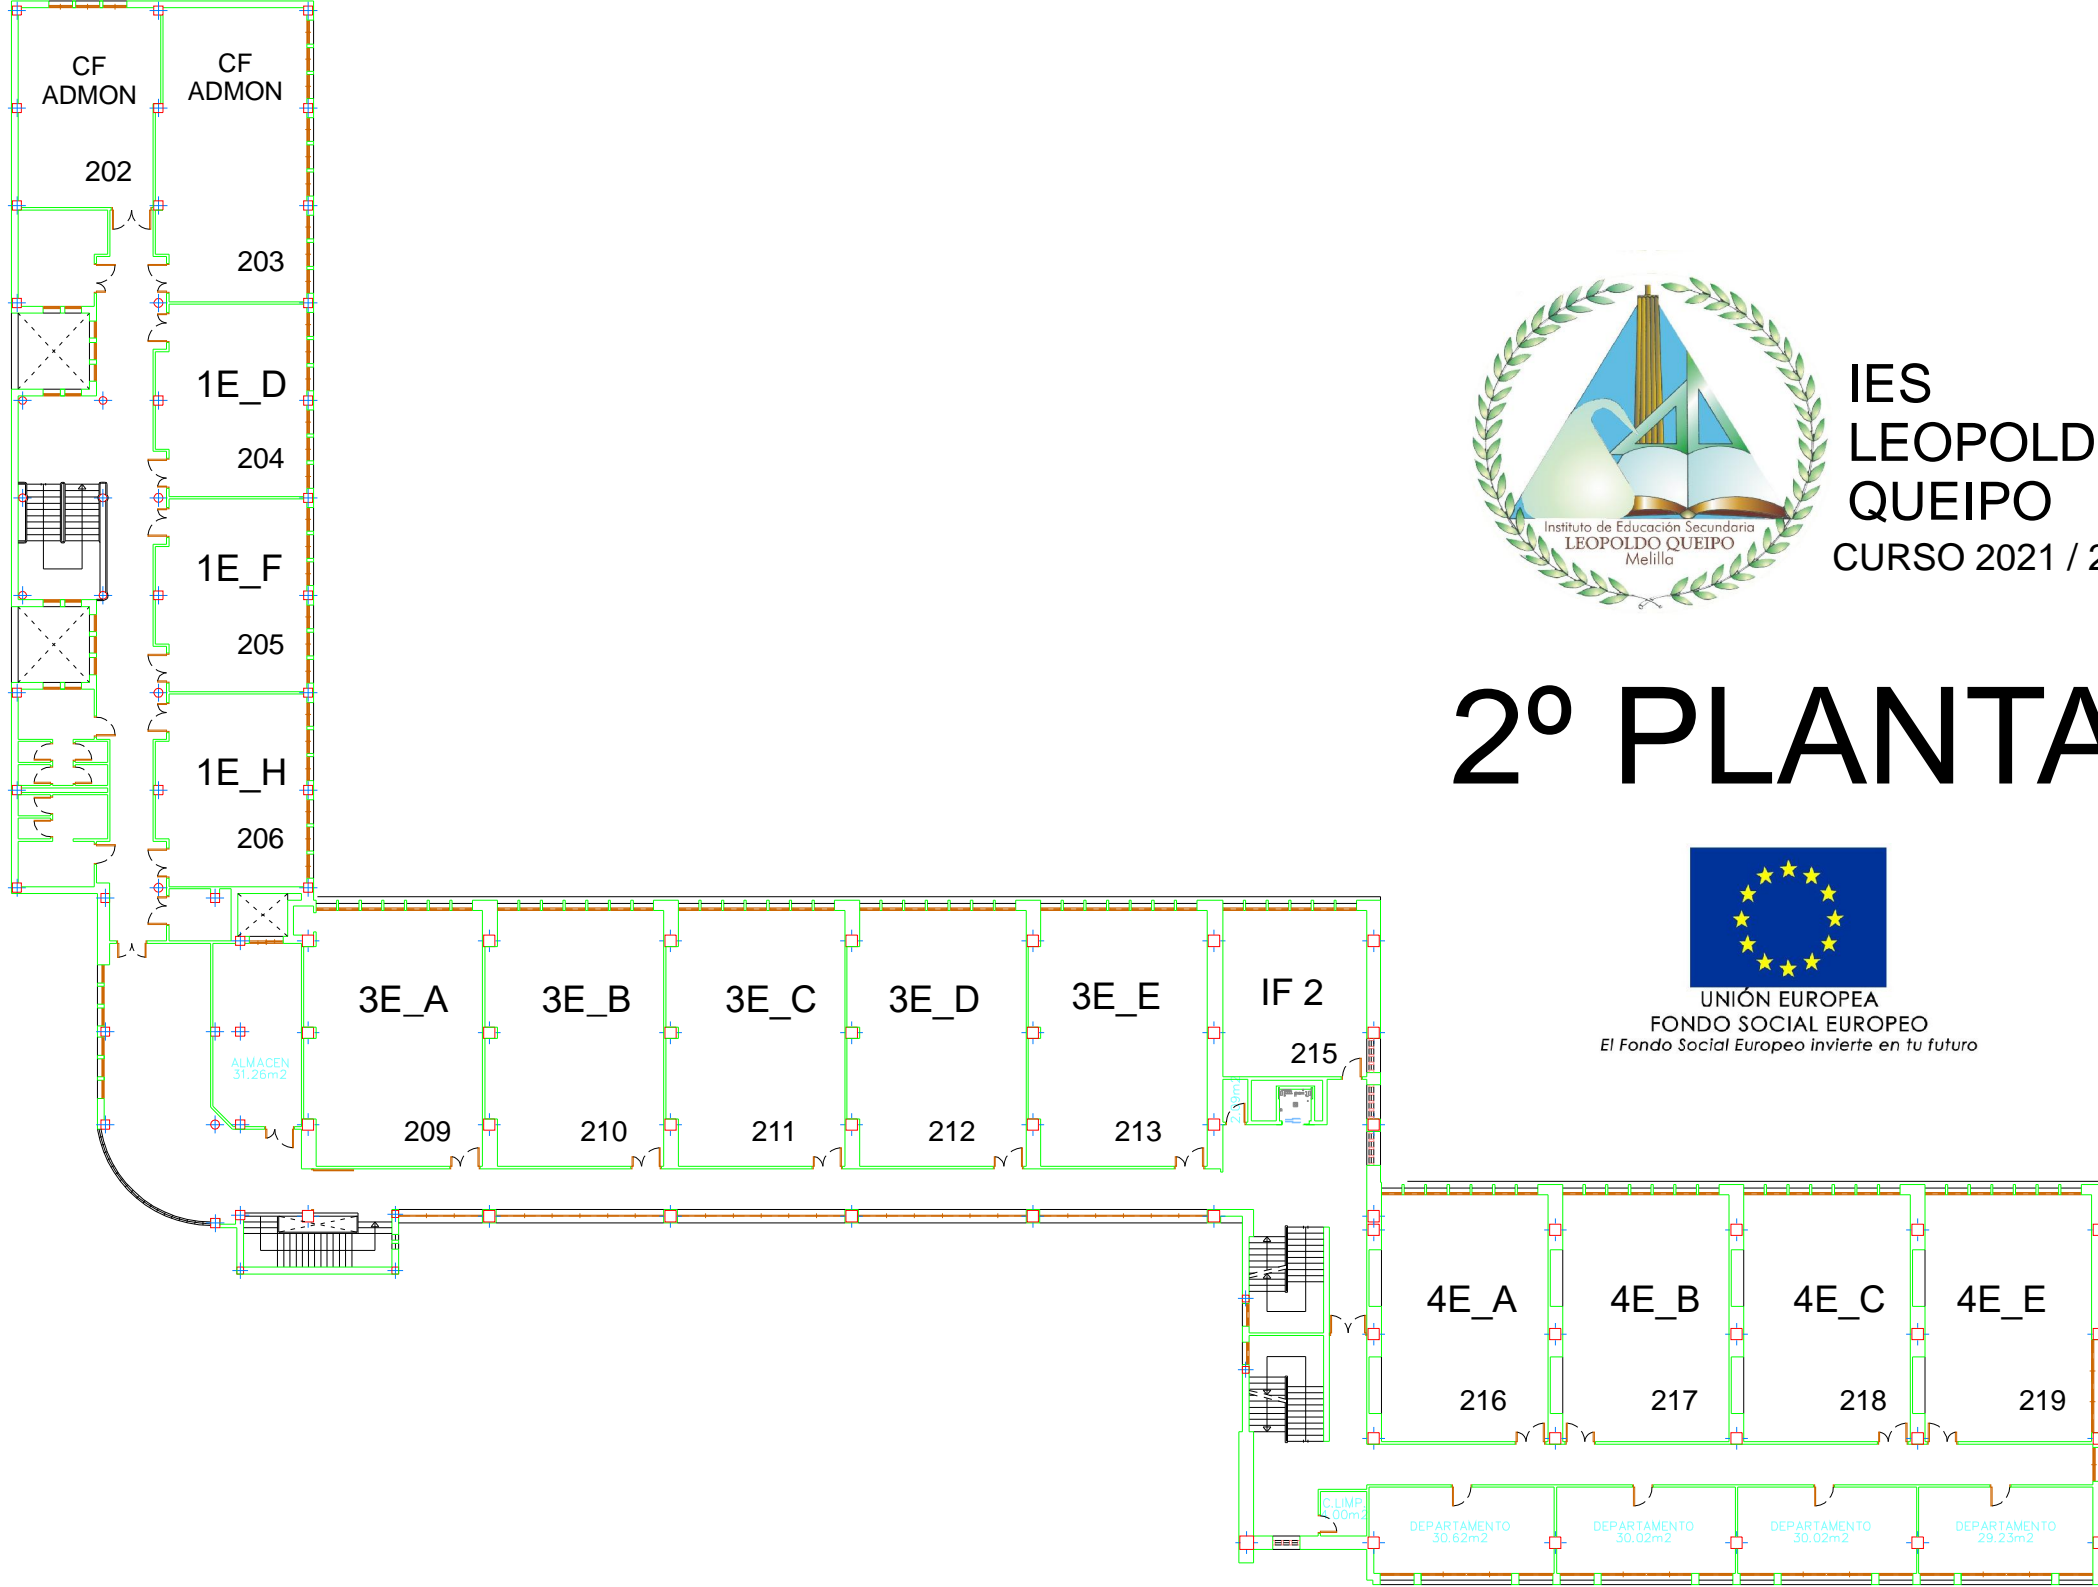 CF
ADMON
202
CF
ADMON
203
1E_D
204
1E_F
205
1E_H
206
Instituto de Educación Secundaria
LEOPOLDO QUEIPO
Melilla
IES
LEOPOLD
QUEIPO
CURSO 2021 / 2
2º PLANTA
UNIÓN EUROPEA
FONDO SOCIAL EUROPEO
El Fondo Social Europeo invierte en tu futuro
ALMACEN
31.26m2
3E_A
209
3E_B
210
3E_C
211
3E_D
212
3E_E
213
IF 2
215
4E_A
216
4E_B
217
4E_C
218
4E_E
219
C.LIMP.
DEPARTAMENTO
30.62m2
DEPARTAMENTO
30.02m2
DEPARTAMENTO
30.02m2
DEPARTAMENTO
29.23m2